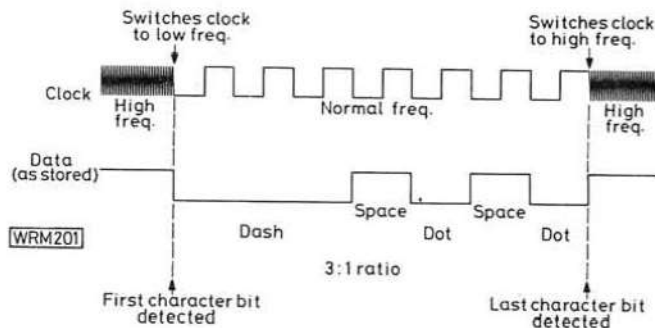 Switches clock
to low freq.
Switches clock
to high freq.
Clock
High
freq.
Normal freq.
High
freq.
Data
(as stored)
Space
Space
WRM201
Dash
Dot
Dot
3:1 ratio
First character bit
detected
Last character bit
detected